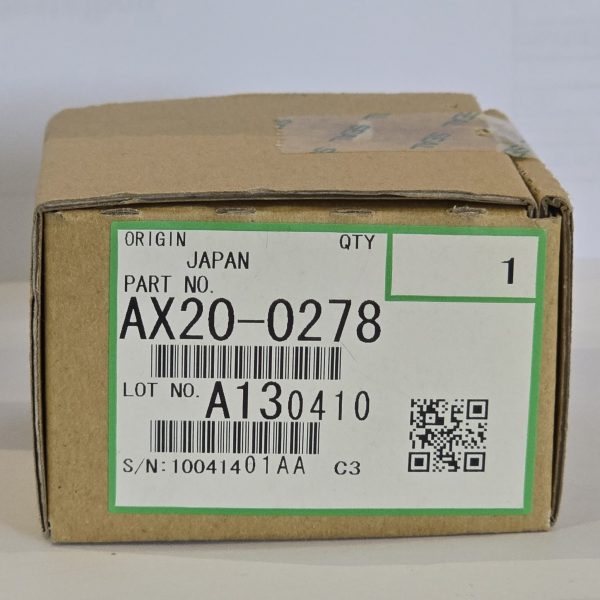 ORIGIN QTY
JAPAN 1
PART NO.
AX20-0278
LOT NO. A130410
S/N:10041401AA C3